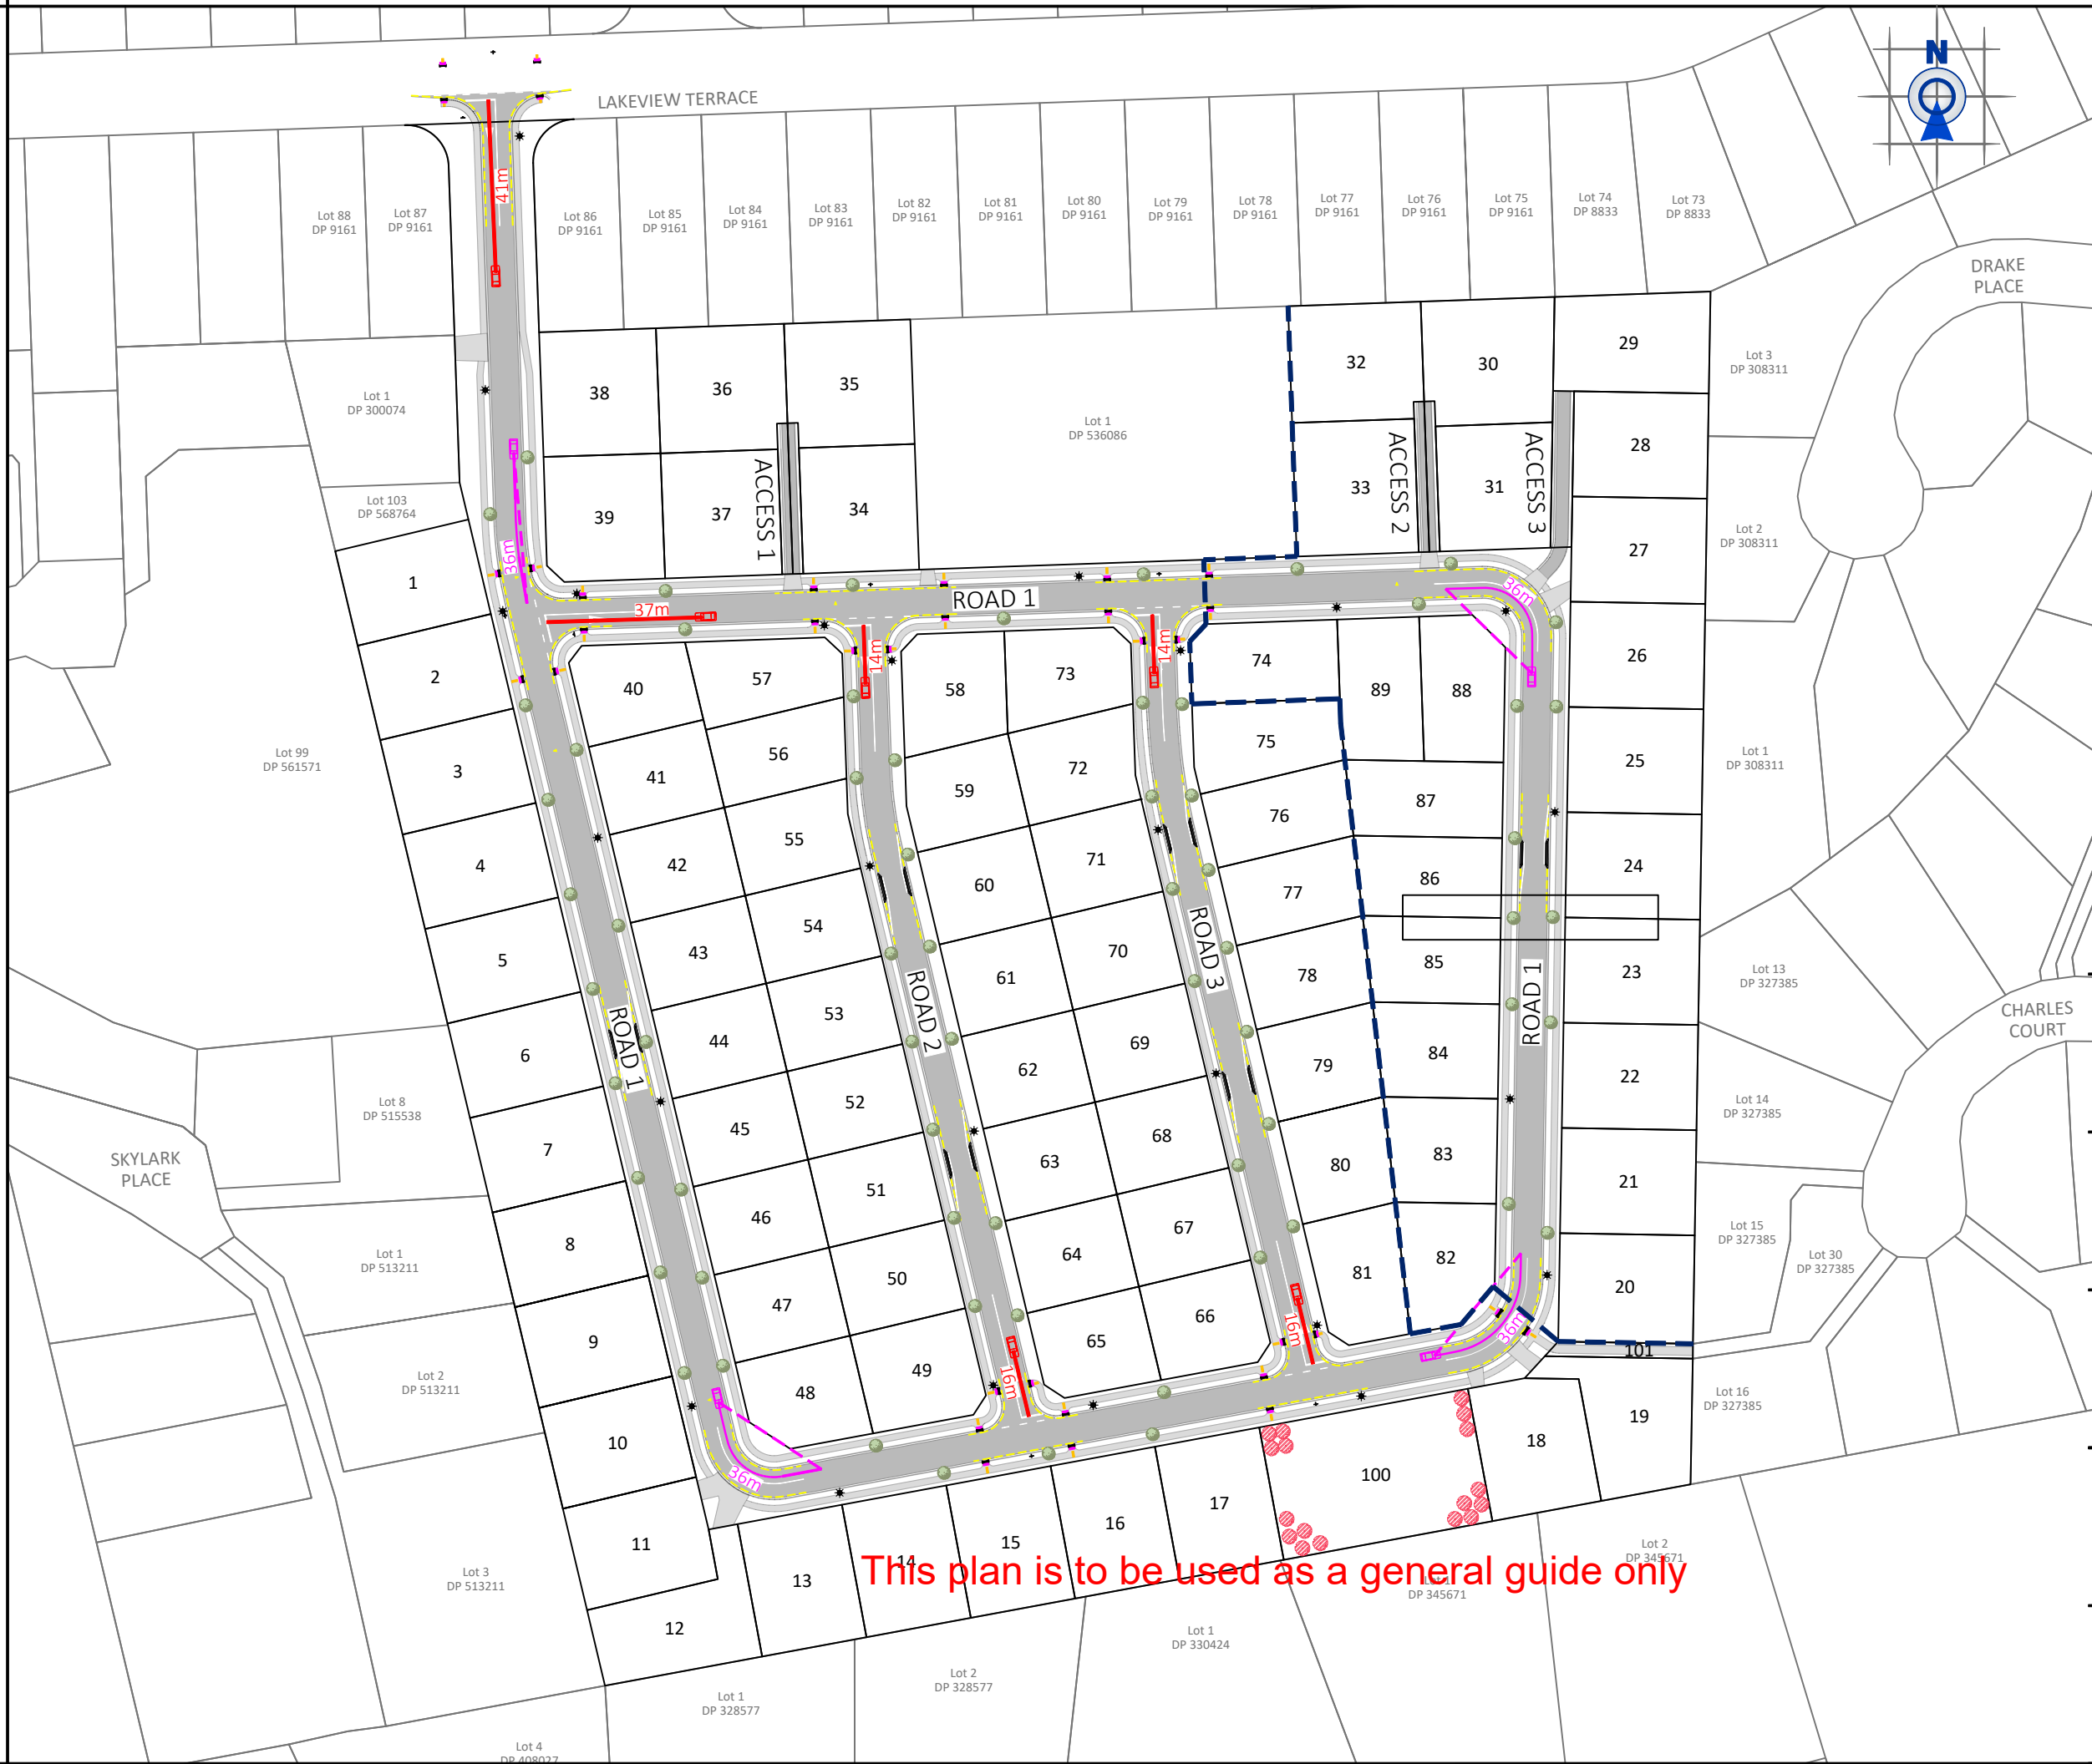 N
LAKEVIEW TERRACE
DRAKE
PLACE
41m
Lot 88
DP 9161
Lot 87
DP 9161
Lot 86
DP 9161
Lot 85
DP 9161
Lot 84
DP 9161
Lot 83
DP 9161
Lot 82
DP 9161
Lot 81
DP 9161
Lot 80
DP 9161
Lot 79
DP 9161
Lot 78
DP 9161
Lot 77
DP 9161
Lot 76
DP 9161
Lot 75
DP 9161
Lot 74
DP 8833
Lot 73
DP 8833
Lot 1
DP 300074
38
36
35
Lot 1
DP 536086
32
30
29
Lot 3
DP 308311
Lot 103
DP 568764
39
37
ACCESS 1
34
33
ACCESS 2
31
ACCESS 3
28
27
Lot 2
DP 308311
36m
1
37m
ROAD 1
36m
14m
14m
2
40
57
58
73
74
89
88
26
Lot 99
DP 561571
3
41
56
59
72
75
87
25
Lot 1
DP 308311
4
42
55
60
71
76
86
24
5
43
54
61
70
77
85
23
Lot 13
DP 327385
CHARLES
COURT
ROAD 1
ROAD 2
ROAD 3
ROAD 1
6
44
53
62
69
78
84
22
Lot 14
DP 327385
Lot 8
DP 515538
SKYLARK
PLACE
7
45
52
63
68
79
83
21
8
46
51
64
67
80
82
20
Lot 15
DP 327385
Lot 30
DP 327385
Lot 1
DP 513211
9
47
50
65
66
81
16m
16m
36m
101
Lot 2
DP 513211
10
48
49
36m
Lot 16
DP 327385
11
13
14
15
16
17
100
18
19
Lot 3
DP 513211
12
This plan is to be used as a general guide only
Lot 2
DP 345671
DP 345671
Lot 1
DP 330424
Lot 2
DP 328577
Lot 1
DP 328577
Lot 4
DP 408027